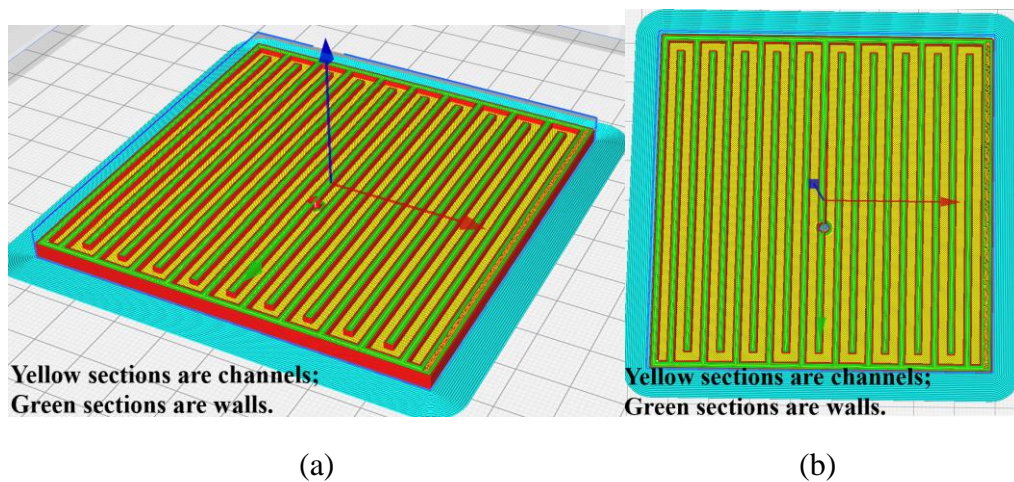 Yellow sections are channels;
Green sections are walls.
Yellow sections are channels;
Green sections are walls.
(a)
(b)